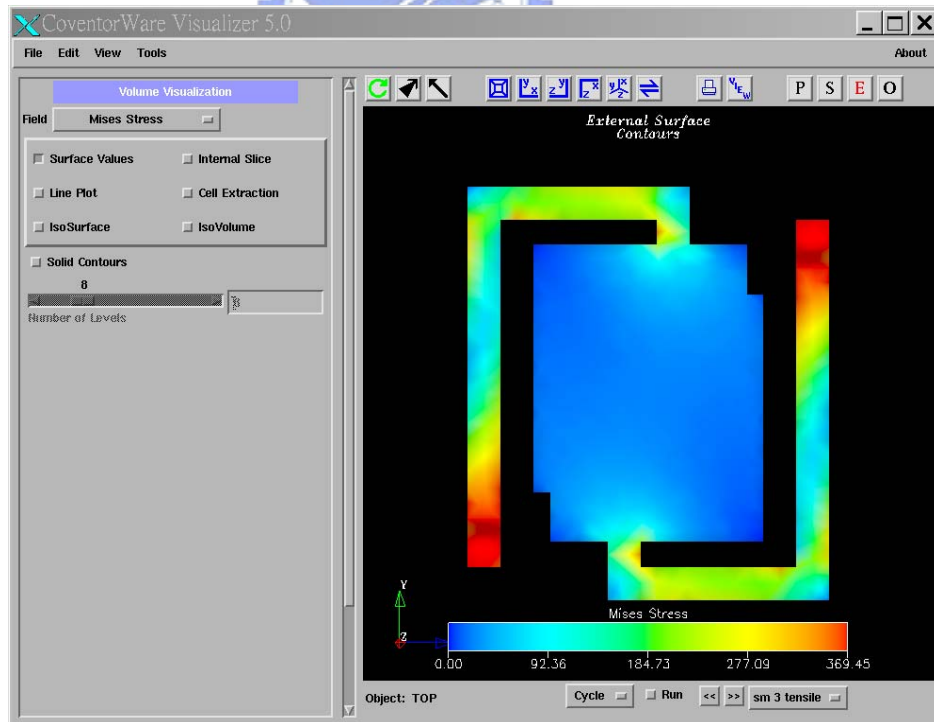 CoventorWare Visualizer 5.0
File Edit View Tools About
Volume Visualization
Field Mises Stress
Surface Values Internal Slice
Line Plot Cell Extraction
IsoSurface IsoVolume
Solid Contours
8
8
Number of Levels
y x z y z x y x z VIEW P S E O
External Surface
Contours
Y
Z
Mises Stress
0.00 92.36 184.73 277.09 369.45
Object: TOP Cycle Run << >> sm 3 tensile